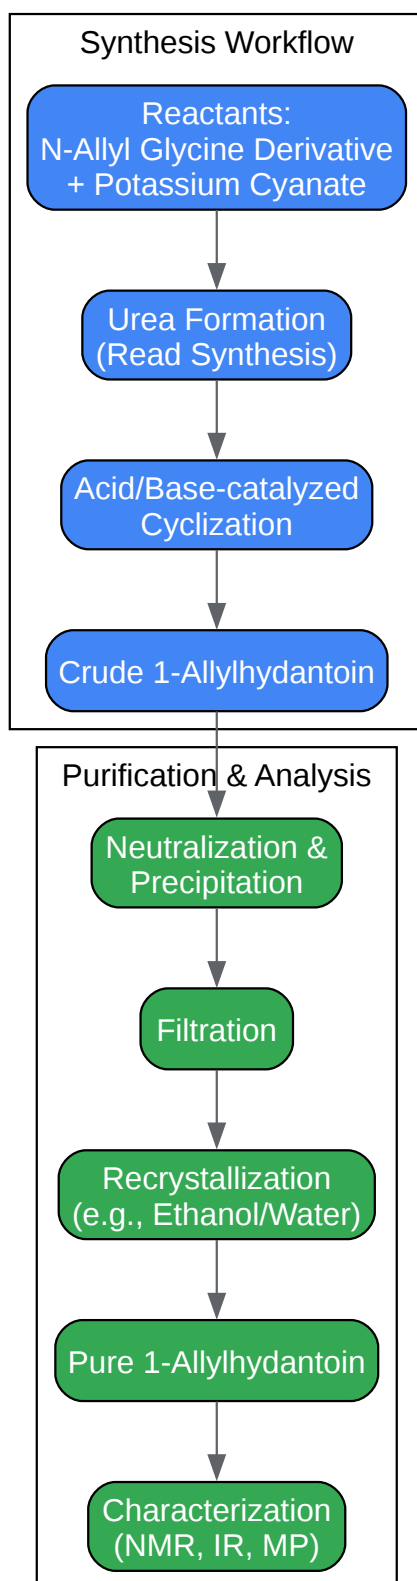 Synthesis Workflow
Reactants:
N-Allyl Glycine Derivative
+ Potassium Cyanate
Urea Formation
(Read Synthesis)
Acid/Base-catalyzed
Cyclization
Crude 1-Allylhydantoin
Purification & Analysis
Neutralization &
Precipitation
Filtration
Recrystallization
(e.g., Ethanol/Water)
Pure 1-Allylhydantoin
Characterization
(NMR, IR, MP)